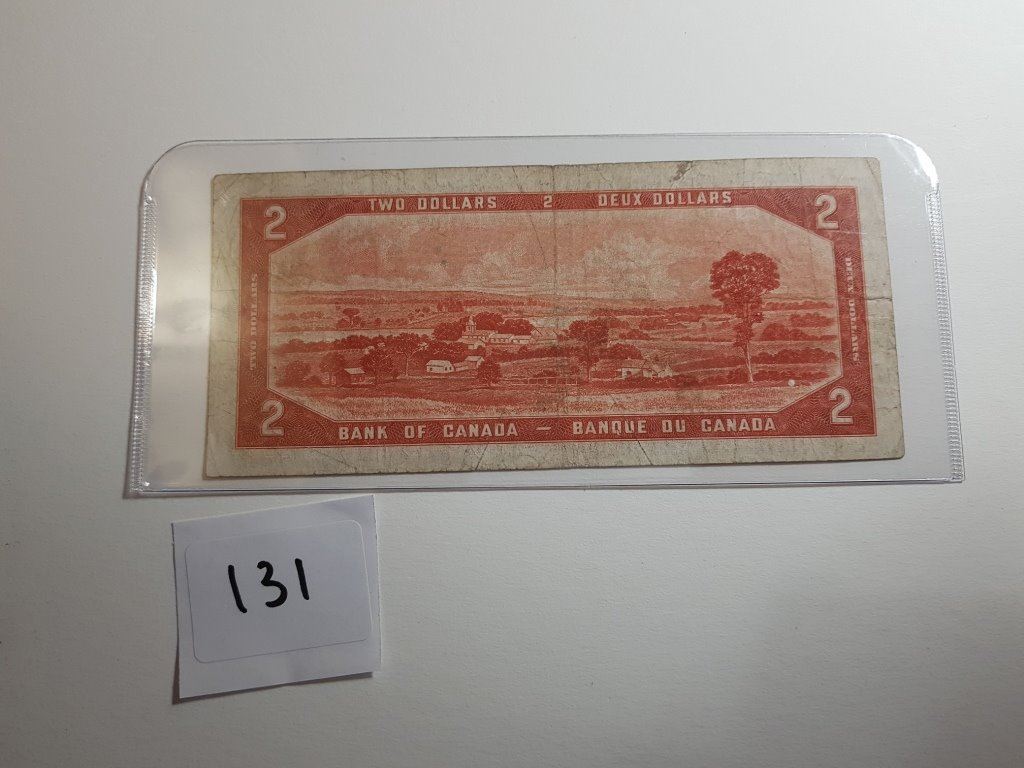 TWO DOLLARS 2 DEUX DOLLARS
2 2
TWO DOLLARS
DEUX DOLLARS
2 2
BANK OF CANADA — BANQUE DU CANADA
131